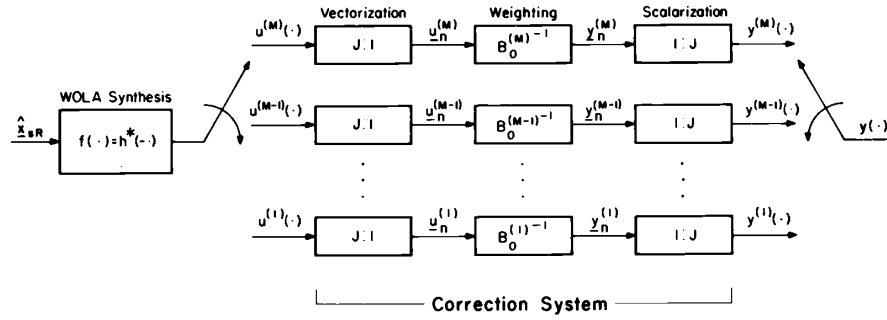 Vectorization Weighting Scalarization
u^(M)(·) J:1 u_n^(M) B_0^(M)^-1 y_n^(M) 1:J y^(M)(·)
WOLA Synthesis
x̂_sR f(·)=h*(-·)
u^(M-1)(·) J:1 u_n^(M-1) B_0^(M-1)^-1 y_n^(M-1) 1:J y^(M-1)(·)
y(·)
u^(1)(·) J:1 u_n^(1) B_0^(1)^-1 y_n^(1) 1:J y^(1)(·)
Correction System